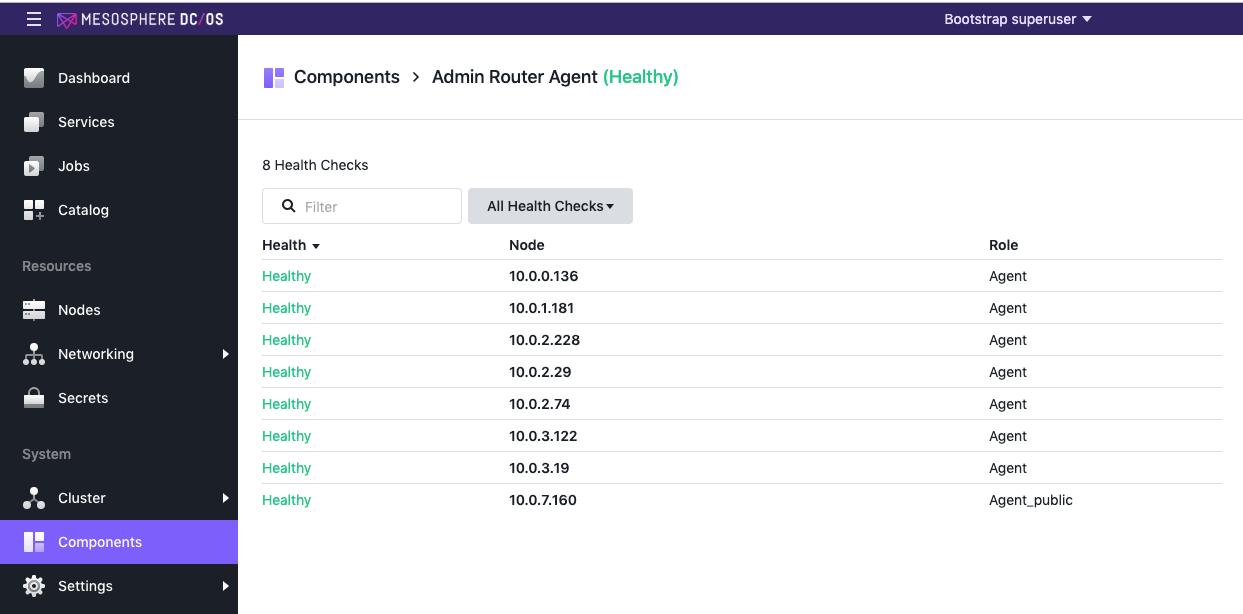 MESOSPHERE DC/OS
Bootstrap superuser
Dashboard
Services
Jobs
Catalog
Resources
Nodes
Networking
Secrets
System
Cluster
Components
Settings
Components > Admin Router Agent (Healthy)
8 Health Checks
Filter
All Health Checks
Health Node Role
Healthy 10.0.0.136 Agent
Healthy 10.0.1.181 Agent
Healthy 10.0.2.228 Agent
Healthy 10.0.2.29 Agent
Healthy 10.0.2.74 Agent
Healthy 10.0.3.122 Agent
Healthy 10.0.3.19 Agent
Healthy 10.0.7.160 Agent_public